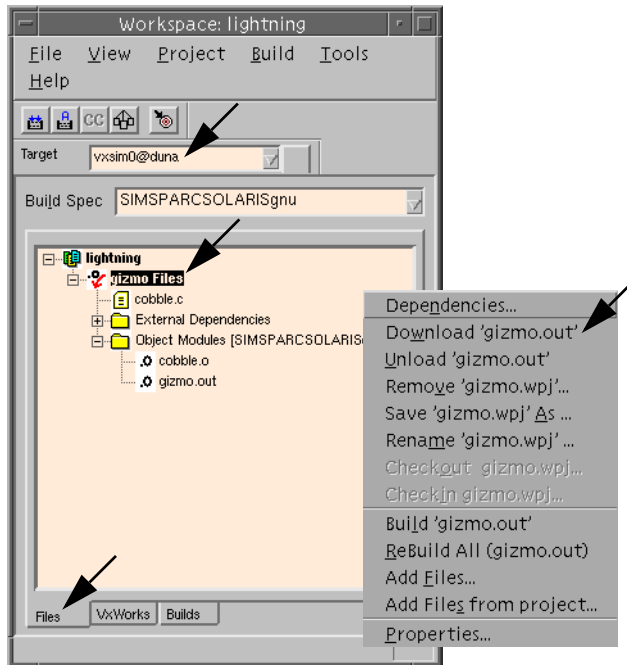 Workspace: lightning
File View Project Build Tools
Help
CC
Target vxsim0@duna
Build Spec SIMSPARCSOLARISgnu
lightning
gizmo Files
cobble.c
External Dependencies
Object Modules [SIMSPARCSOLARIS
cobble.o
gizmo.out
Files VxWorks Builds
Dependencies...
Download 'gizmo.out'
Unload 'gizmo.out'
Remove 'gizmo.wpj'...
Save 'gizmo.wpj' As ...
Rename 'gizmo.wpj' ...
Checkout gizmo.wpj...
Checkin gizmo.wpj...
Build 'gizmo.out'
ReBuild All (gizmo.out)
Add Files...
Add Files from project...
Properties...